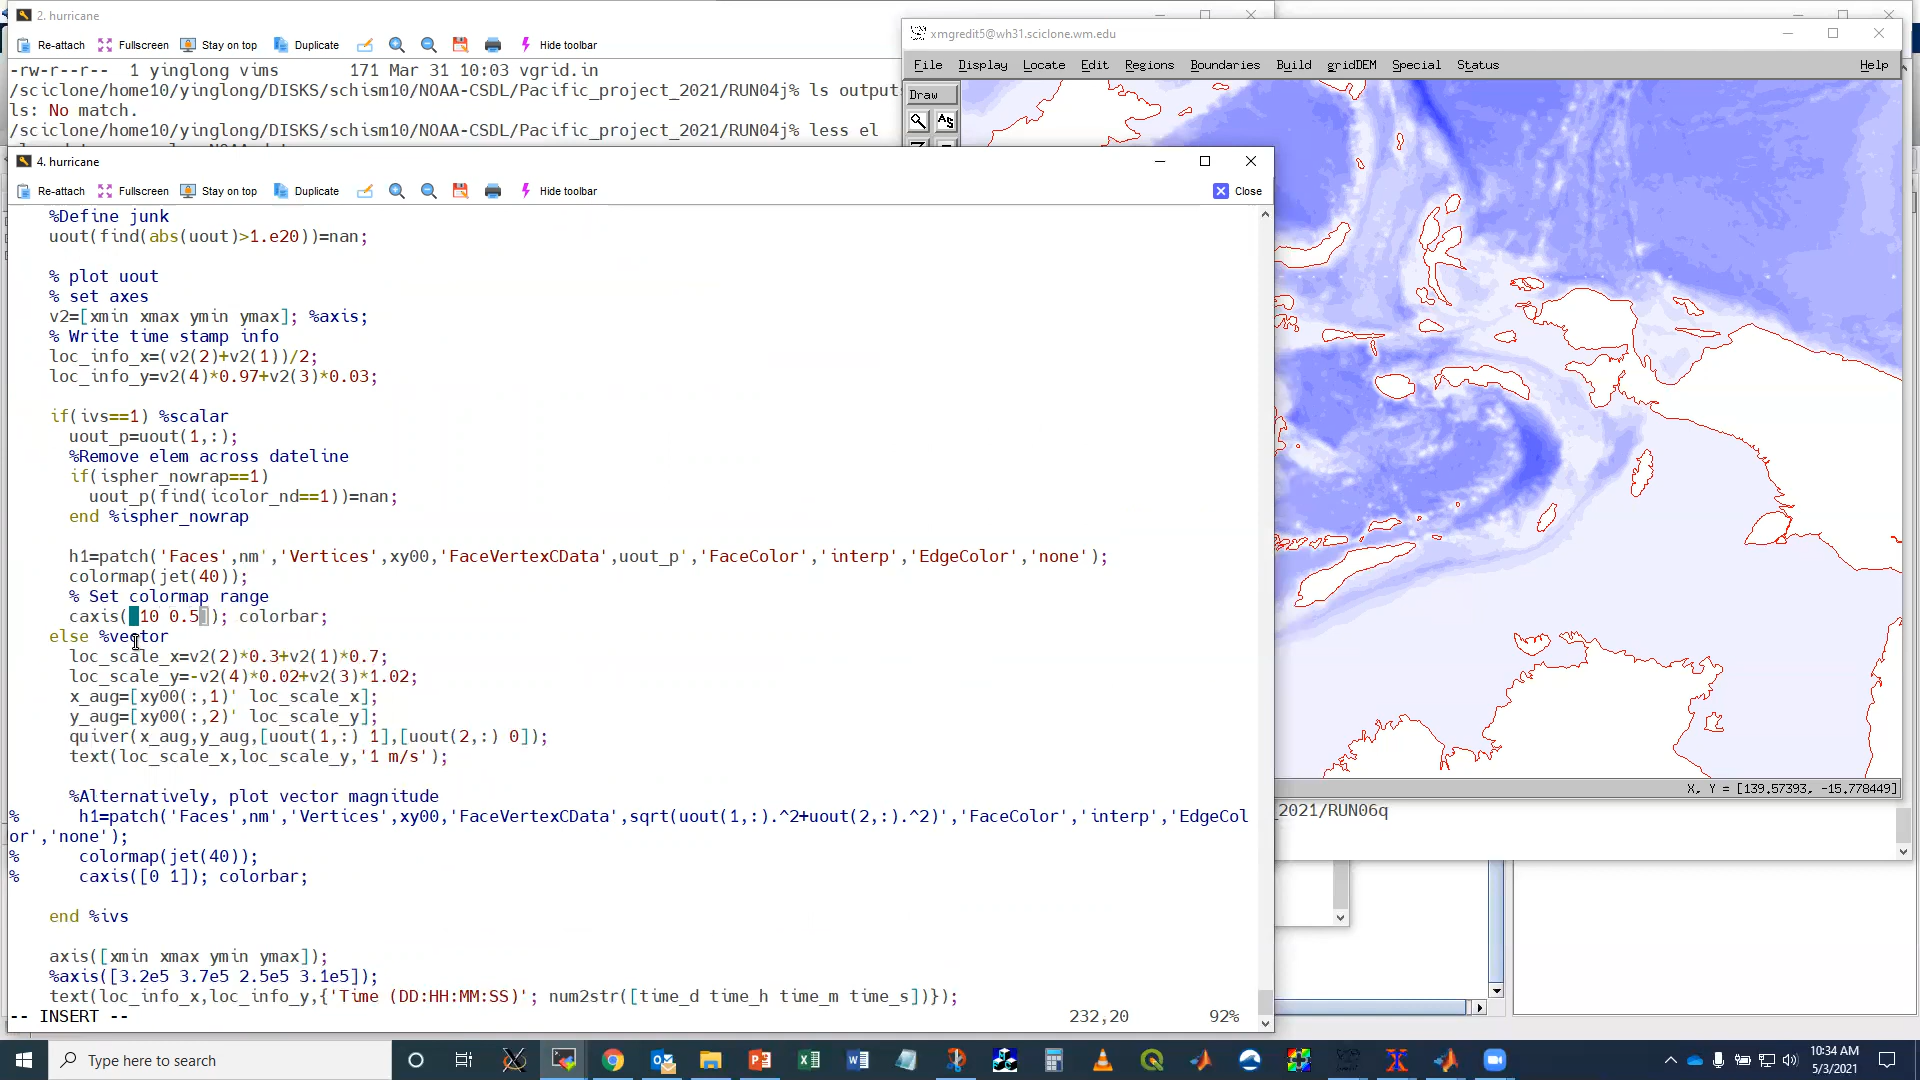 2. hurricane
Re-attach Fullscreen Stay on top Duplicate Hide toolbar
-rw-r--r-- 1 yinglong vims 171 Mar 31 10:03 vgrid.in
/sciclone/home10/yinglong/DISKS/schism10/NOAA-CSDL/Pacific_project_2021/RUN04j% ls output
ls: No match.
/sciclone/home10/yinglong/DISKS/schism10/NOAA-CSDL/Pacific_project_2021/RUN04j% less el
xmgredit5@wh31.sciclone.wm.edu
File Display Locate Edit Regions Boundaries Build gridDEM Special Status Help
Draw
AS
4. hurricane
Re-attach Fullscreen Stay on top Duplicate Hide toolbar Close
%Define junk
uout(find(abs(uout)>1.e20))=nan;
% plot uout
% set axes
v2=[xmin xmax ymin ymax]; %axis;
% Write time stamp info
loc_info_x=(v2(2)+v2(1))/2;
loc_info_y=v2(4)*0.97+v2(3)*0.03;
if(ivs==1) %scalar
uout_p=uout(1,:);
%Remove elem across dateline
if(ispher_nowrap==1)
uout_p(find(icolor_nd==1))=nan;
end %ispher_nowrap
h1=patch('Faces',nm','Vertices',xy00,'FaceVertexCData',uout_p','FaceColor','interp','EdgeColor','none');
colormap(jet(40));
% Set colormap range
caxis([10 0.5]); colorbar;
else %vector
loc_scale_x=v2(2)*0.3+v2(1)*0.7;
loc_scale_y=-v2(4)*0.02+v2(3)*1.02;
x_aug=[xy00(:,1)' loc_scale_x];
y_aug=[xy00(:,2)' loc_scale_y];
quiver(x_aug,y_aug,[uout(1,:) 1],[uout(2,:) 0]);
text(loc_scale_x,loc_scale_y,'1 m/s');
%Alternatively, plot vector magnitude
% h1=patch('Faces',nm','Vertices',xy00,'FaceVertexCData',sqrt(uout(1,:).^2+uout(2,:).^2)','FaceColor','interp','EdgeCol
or','none');
% colormap(jet(40));
% caxis([0 1]); colorbar;
end %ivs
axis([xmin xmax ymin ymax]);
%axis([3.2e5 3.7e5 2.5e5 3.1e5]);
text(loc_info_x,loc_info_y,{'Time (DD:HH:MM:SS)'; num2str([time_d time_h time_m time_s])});
-- INSERT -- 232,20 92%
X, Y = [139.57393, -15.778449]
_2021/RUN06q
Type here to search
10:34 AM
5/3/2021